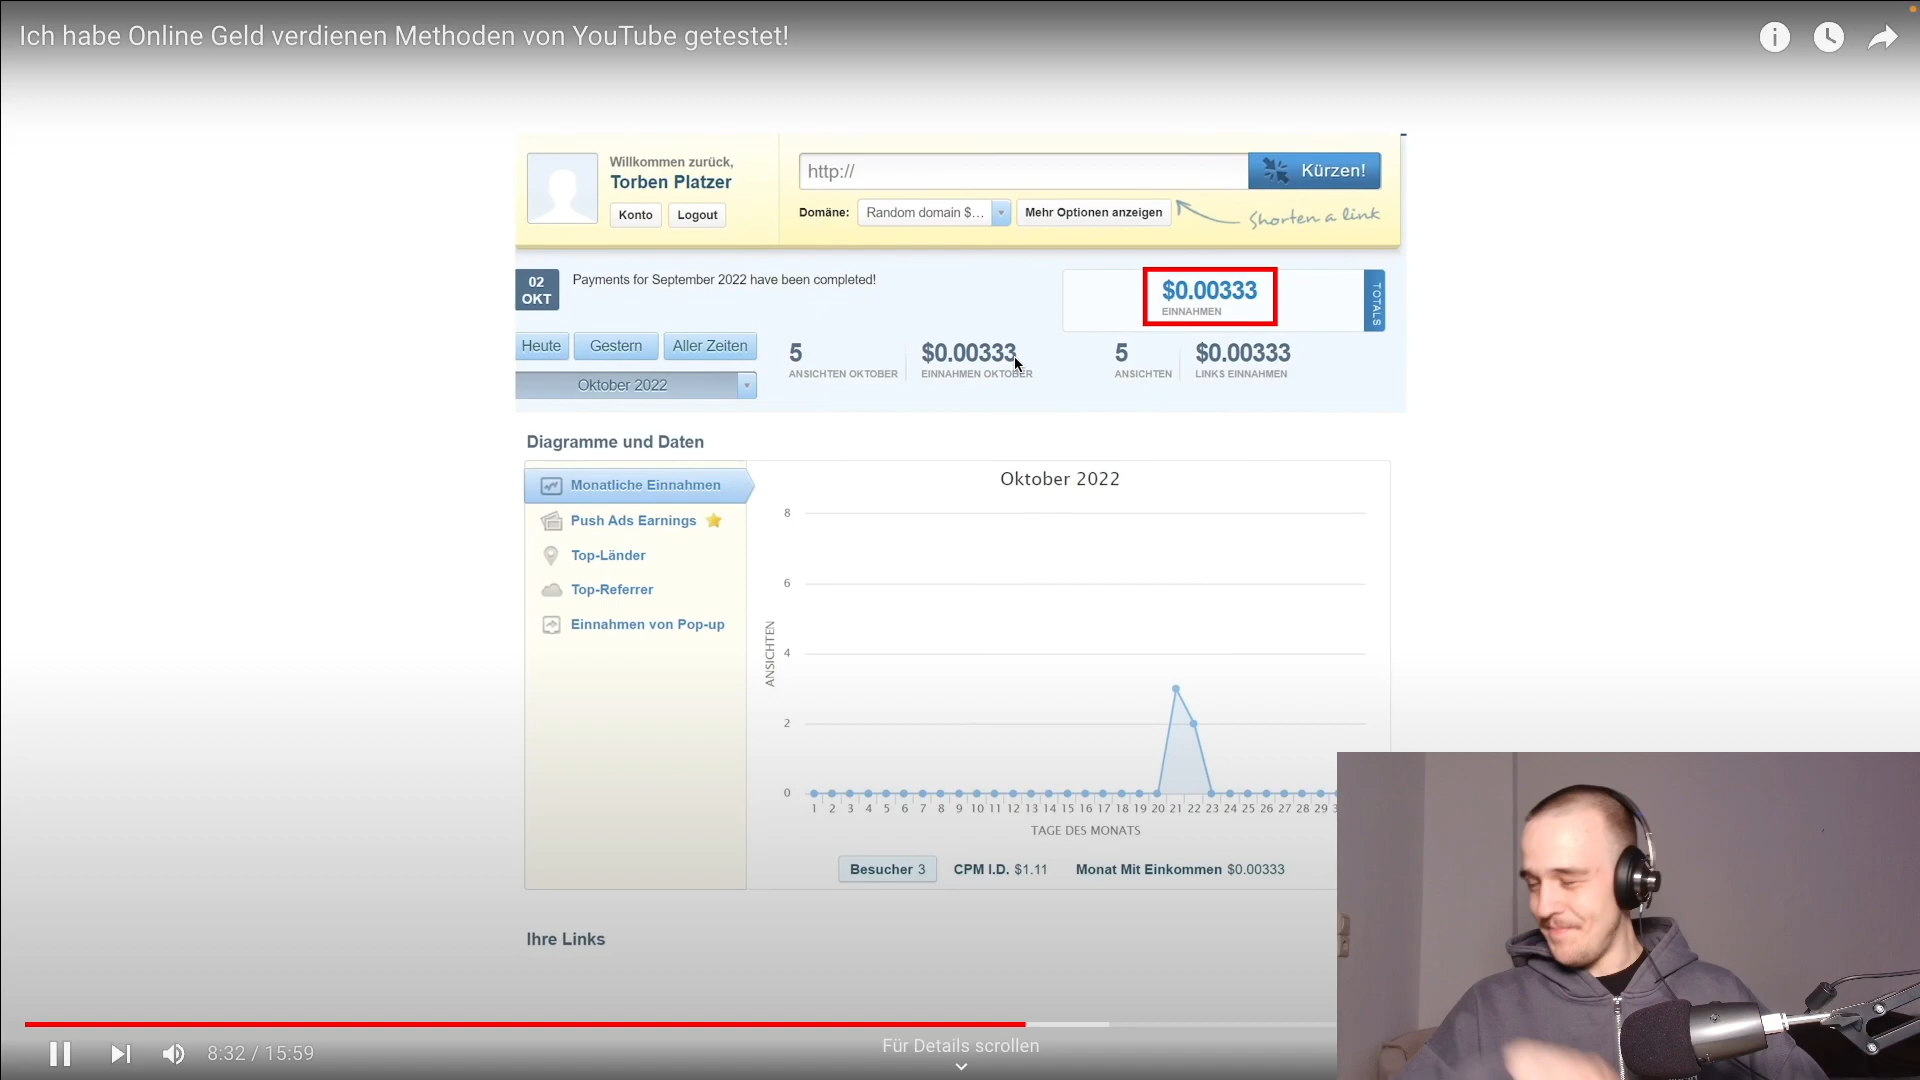 Ich habe Online Geld verdienen Methoden von YouTube getestet!
Willkommen zurück,
Torben Platzer
Konto
Logout
http://
Kürzen!
Domäne:
Random domain $...
Mehr Optionen anzeigen
Shorten a link
02
OKT
Payments for September 2022 have been completed!
$0.00333
EINNAHMEN
TOTALS
Heute
Gestern
Aller Zeiten
Oktober 2022
5
ANSICHTEN OKTOBER
$0.00333
EINNAHMEN OKTOBER
5
ANSICHTEN
$0.00333
LINKS EINNAHMEN
Diagramme und Daten
Monatliche Einnahmen
Push Ads Earnings
Top-Länder
Top-Referrer
Einnahmen von Pop-up
Oktober 2022
ANSICHTEN
8
6
4
2
0
1 2 3 4 5 6 7 8 9 10 11 12 13 14 15 16 17 18 19 20 21 22 23 24 25 26 27 28 29
TAGE DES MONATS
Besucher 3
CPM I.D. $1.11
Monat Mit Einkommen $0.00333
Ihre Links
8:32 / 15:59
Für Details scrollen